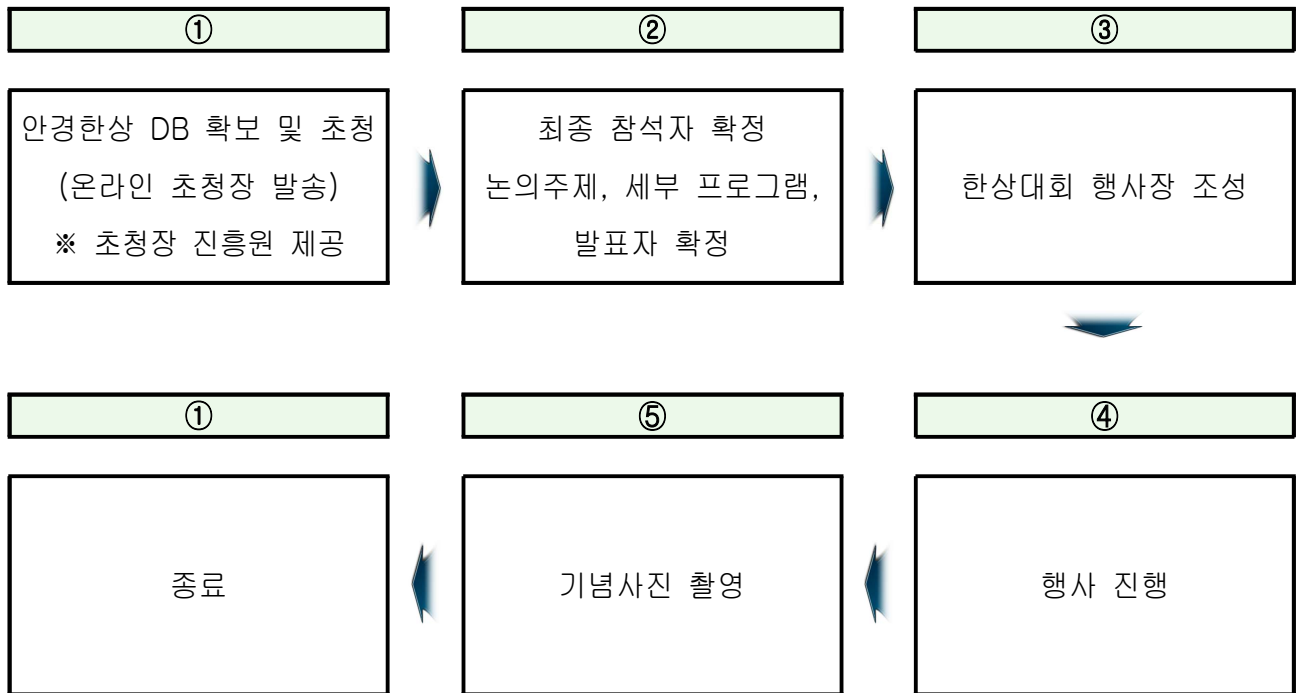 ①
안경한상 DB 확보 및 초청
(온라인 초청장 발송)
※ 초청장 진흥원 제공
②
최종 참석자 확정
논의주제, 세부 프로그램,
발표자 확정
③
한상대회 행사장 조성
④
행사 진행
⑤
기념사진 촬영
①
종료